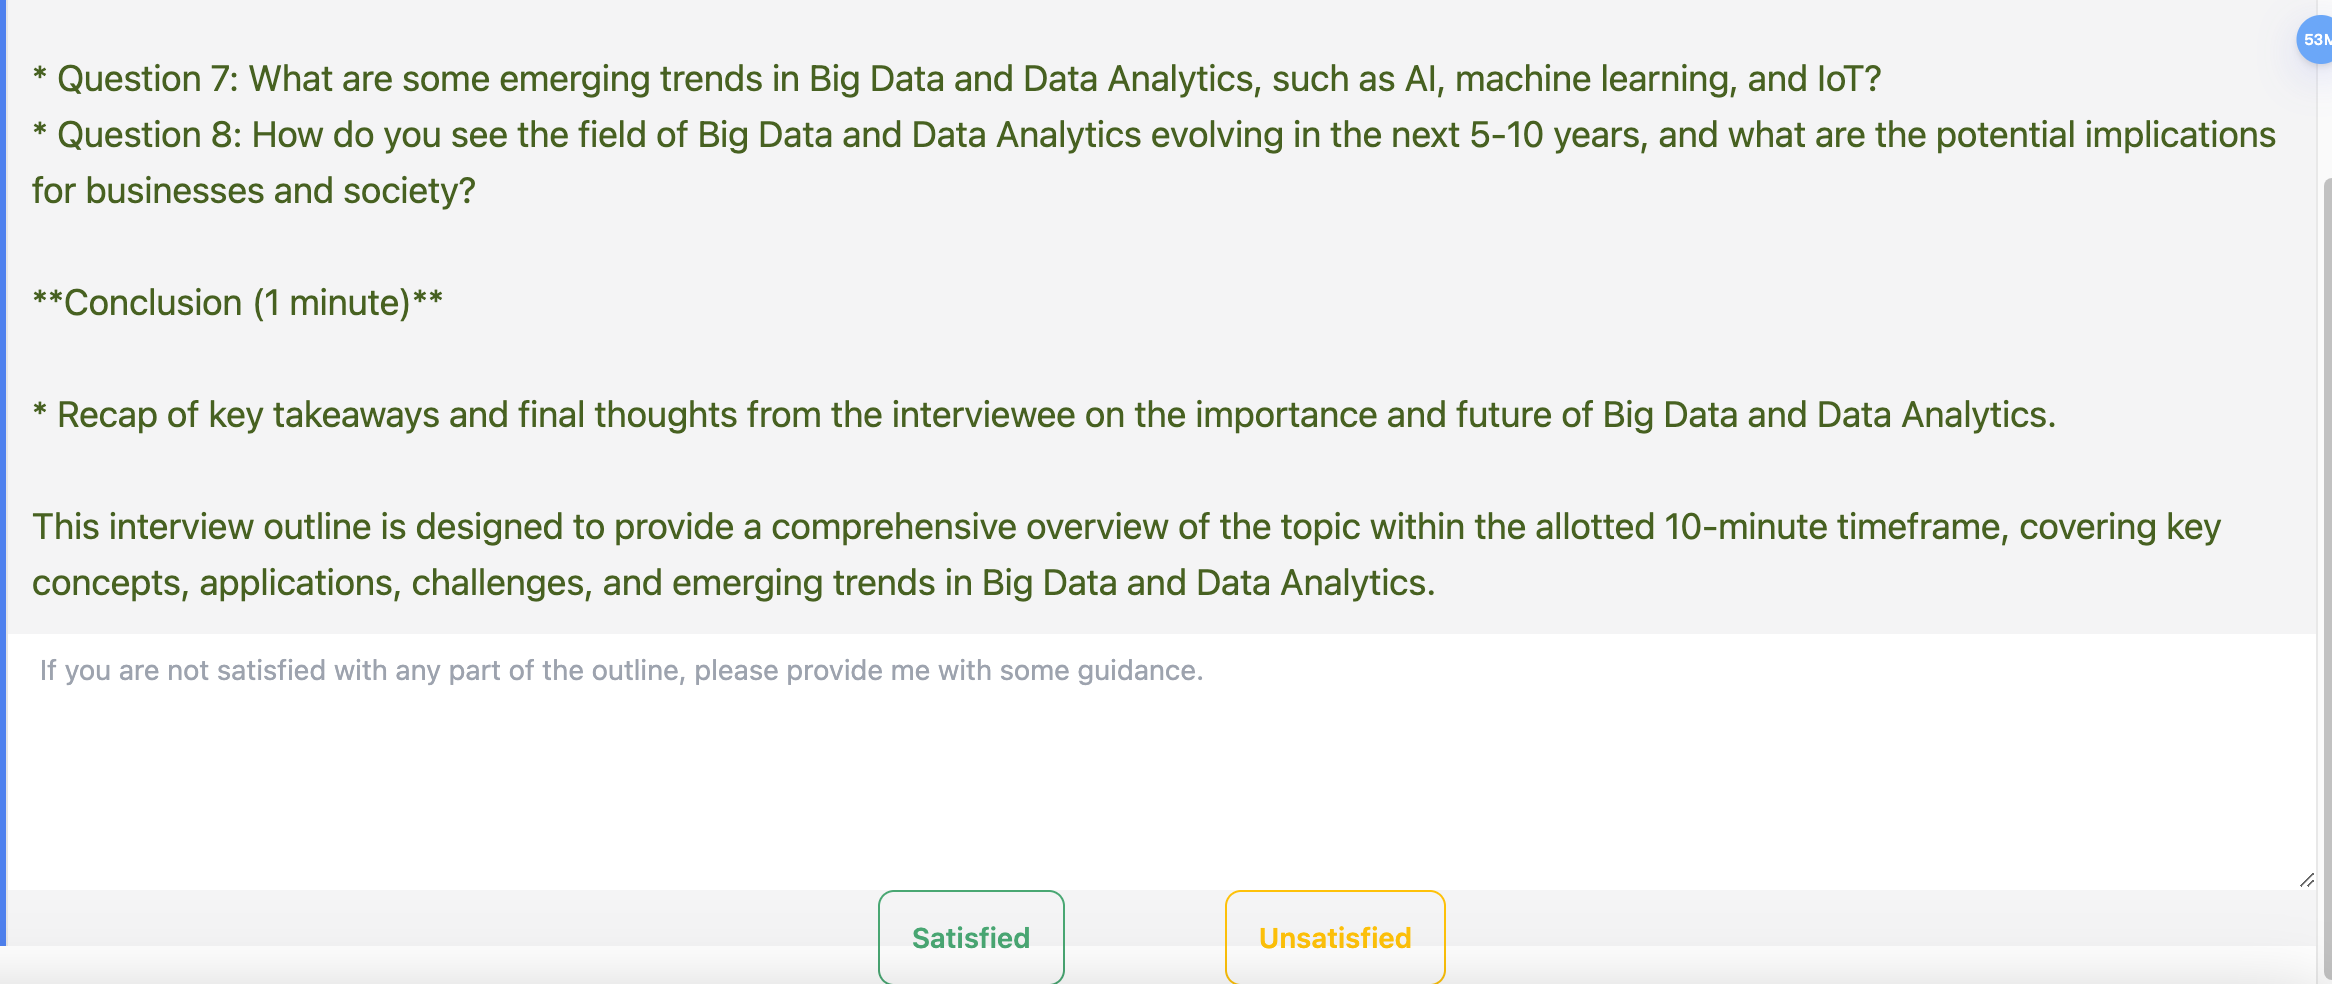 53M
* Question 7: What are some emerging trends in Big Data and Data Analytics, such as AI, machine learning, and IoT?
* Question 8: How do you see the field of Big Data and Data Analytics evolving in the next 5-10 years, and what are the potential implications
for businesses and society?
**Conclusion (1 minute)**
* Recap of key takeaways and final thoughts from the interviewee on the importance and future of Big Data and Data Analytics.
This interview outline is designed to provide a comprehensive overview of the topic within the allotted 10-minute timeframe, covering key
concepts, applications, challenges, and emerging trends in Big Data and Data Analytics.
If you are not satisfied with any part of the outline, please provide me with some guidance.
Satisfied
Unsatisfied